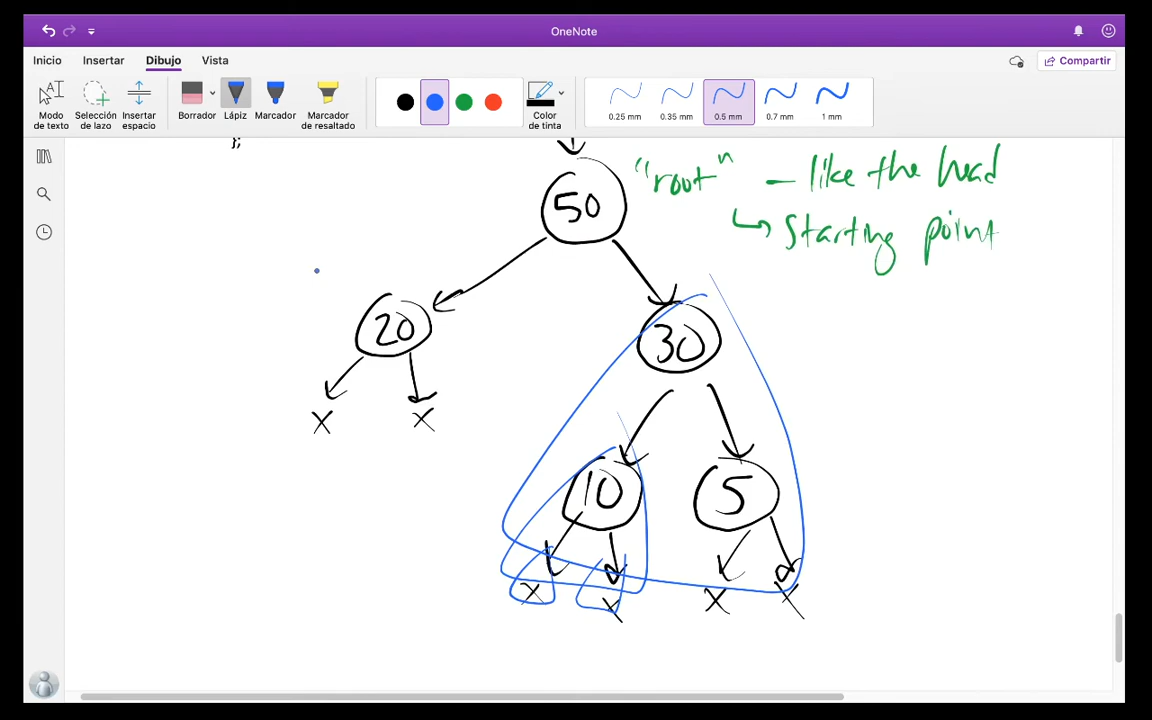 OneNote
Inicio
Insertar
Dibujo
Vista
Compartir
Modo
de texto
Selección
de lazo
Insertar
espacio
Borrador
Lápiz
Marcador
Marcador
de resaltado
Color
de tinta
0.25 mm
0.35 mm
0.5 mm
0.7 mm
1 mm
};
"root" - like the head
↳ Starting point
50
20
30
X
X
10
5
X
X
X
X